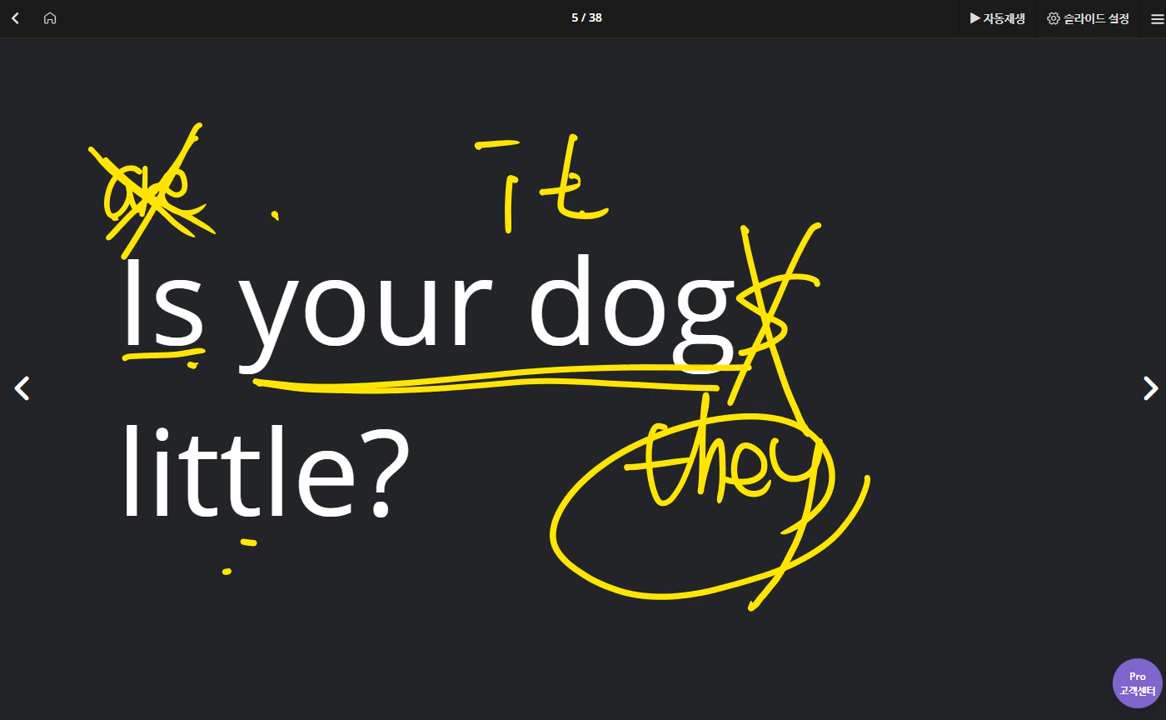 5 / 38
▶ 자동재생
슬라이드 설정
are
It
Is your dog s
little?
they
Pro
고객센터